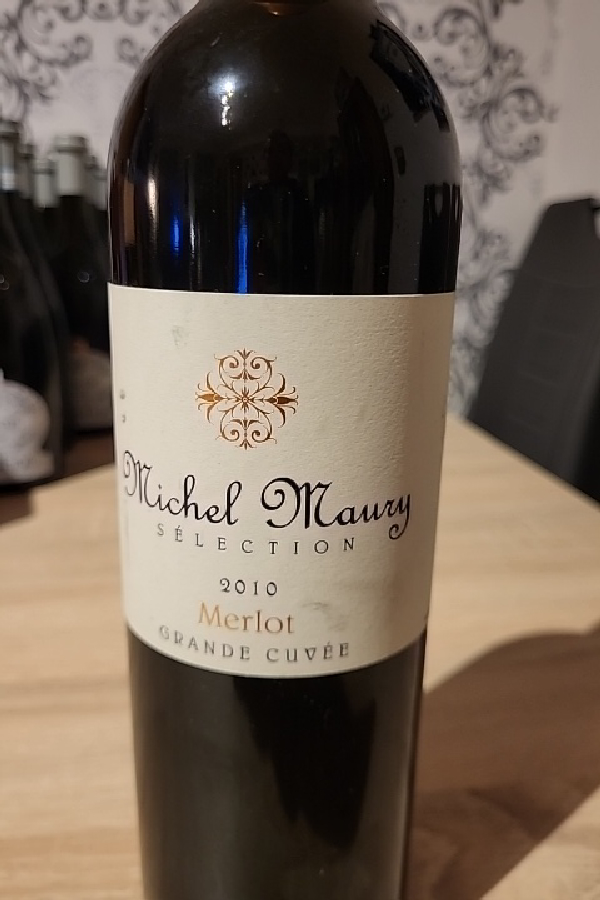 Michel Maury
SÉLECTION
2010
Merlot
GRANDE CUVÉE